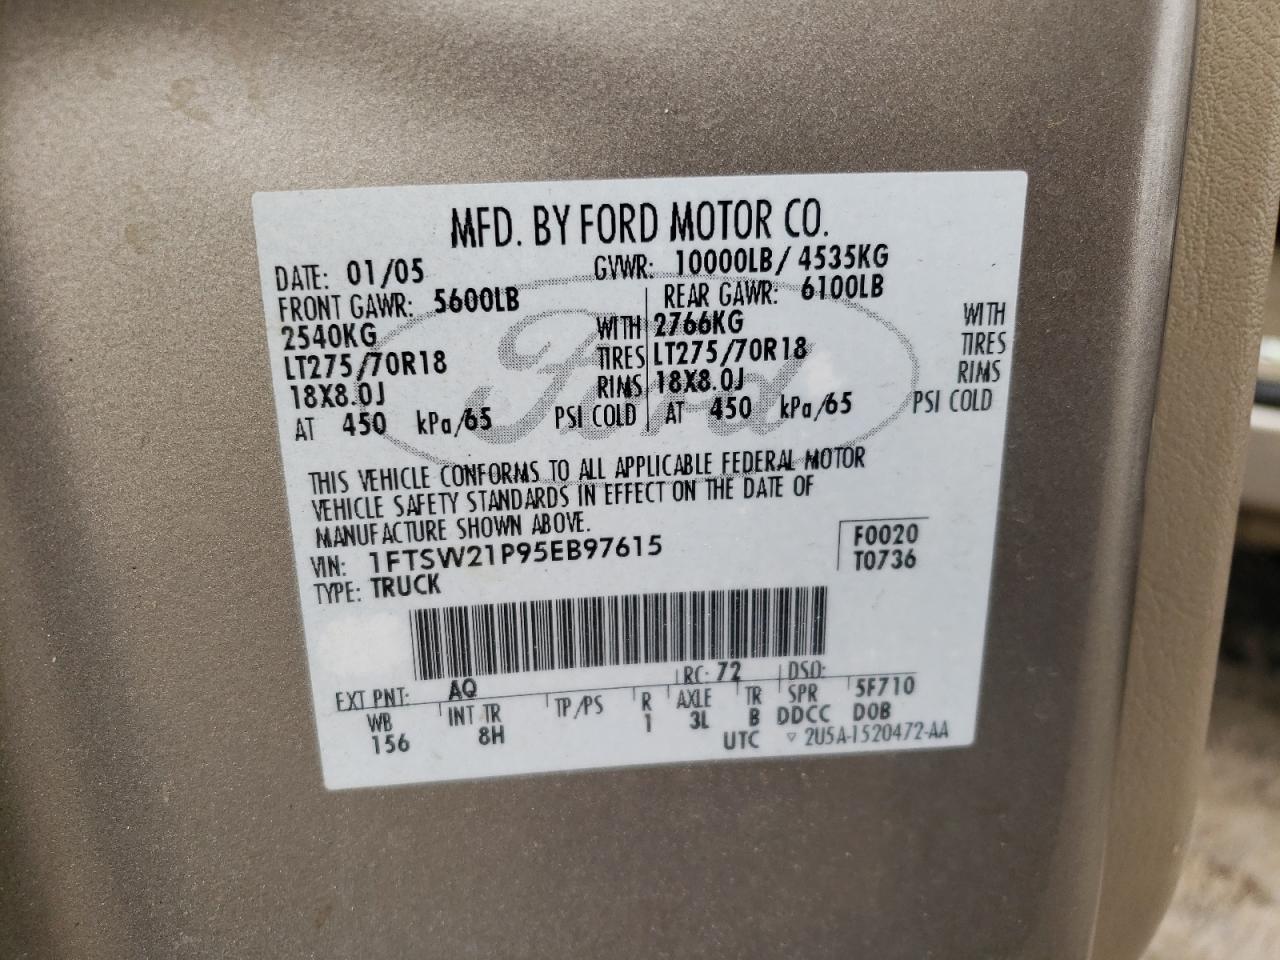 MFD. BY FORD MOTOR CO.
DATE: 01/05 GVWR: 10000LB/ 4535KG
FRONT GAWR: 5600LB REAR GAWR: 6100LB
2540KG WITH 2766KG WITH
LT275/70R18 TIRES LT275/70R18 TIRES
18X8.0J RIMS 18X8.0J RIMS
AT 450 kPa/65 PSI COLD AT 450 kPa/65 PSI COLD
Ford
THIS VEHICLE CONFORMS TO ALL APPLICABLE FEDERAL MOTOR
VEHICLE SAFETY STANDARDS IN EFFECT ON THE DATE OF
MANUFACTURE SHOWN ABOVE.
VIN: 1FTSW21P95EB97615 F0020
TYPE: TRUCK T0736
EXT PNT: AQ RC: 72 DSO:
WB INT TR TP/PS R AXLE TR SPR 5F710
156 8H 1 3L B DDCC DOB
UTC ▽ 2U5A-1520472-AA